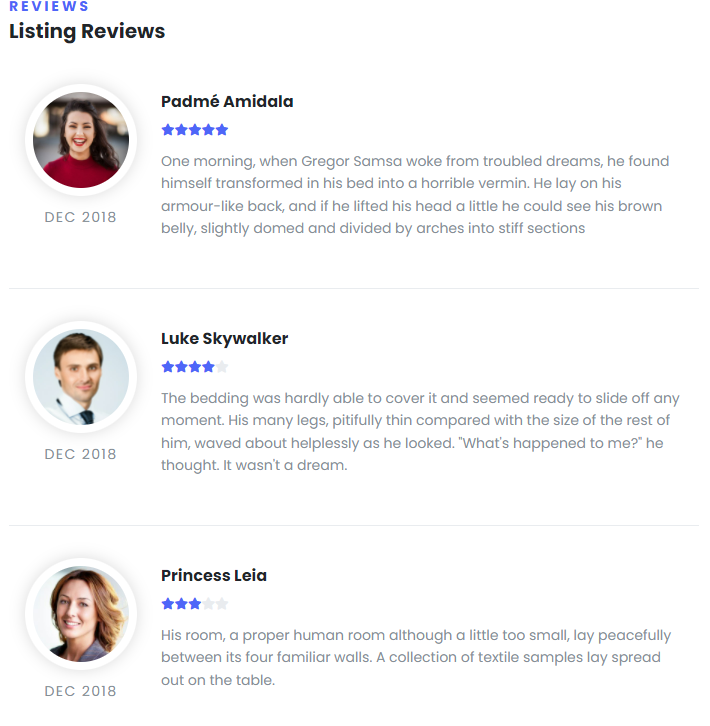 REVIEWS
Listing Reviews
Padmé Amidala
One morning, when Gregor Samsa woke from troubled dreams, he found
himself transformed in his bed into a horrible vermin. He lay on his
armour-like back, and if he lifted his head a little he could see his brown
belly, slightly domed and divided by arches into stiff sections
DEC 2018
Luke Skywalker
The bedding was hardly able to cover it and seemed ready to slide off any
moment. His many legs, pitifully thin compared with the size of the rest of
him, waved about helplessly as he looked. "What's happened to me?" he
thought. It wasn't a dream.
DEC 2018
Princess Leia
His room, a proper human room although a little too small, lay peacefully
between its four familiar walls. A collection of textile samples lay spread
out on the table.
DEC 2018